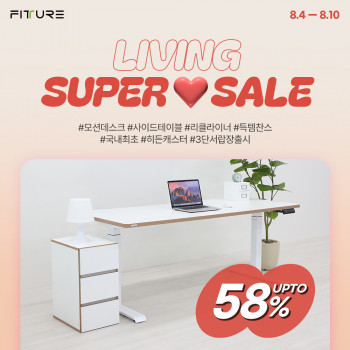 FITTURE
8.4 — 8.10
LIVING
SUPER SALE
#모션데스크 #사이드테이블 #리클라이너 #득템찬스
#국내최초 #히든캐스터 #3단서랍장출시
UPTO
58%